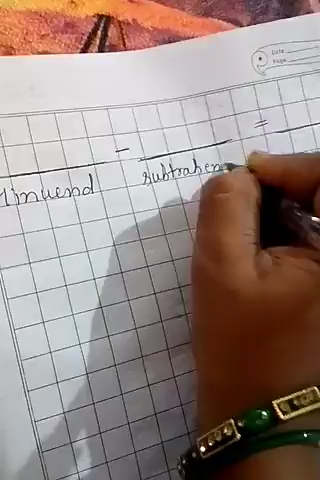 Date
Page
— =
Minuend subtrahen